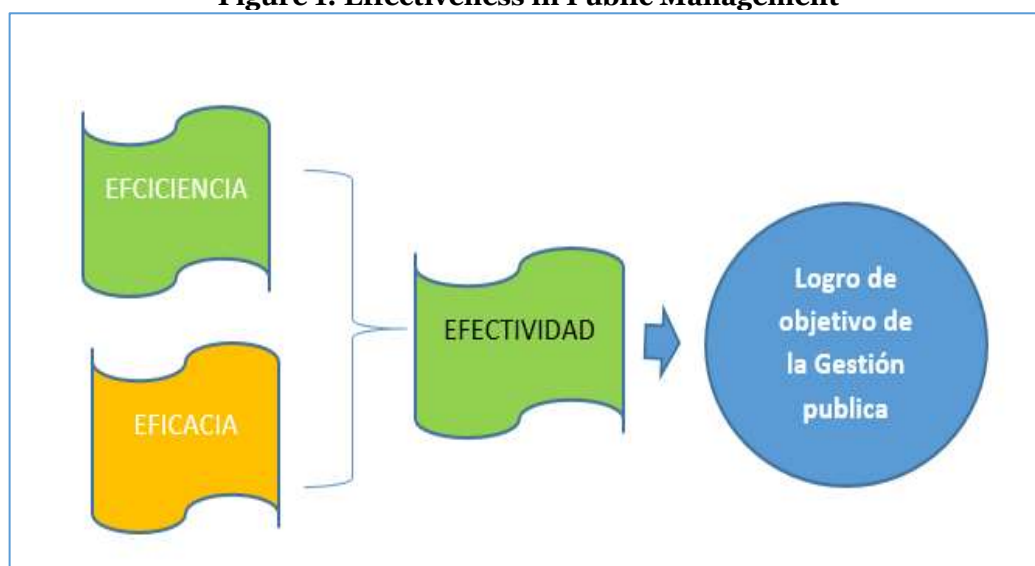 Figure 1. Effectiveness in Public Management
EFCICIENCIA
EFICACIA
EFECTIVIDAD
Logro de
objetivo de
la Gestión
publica